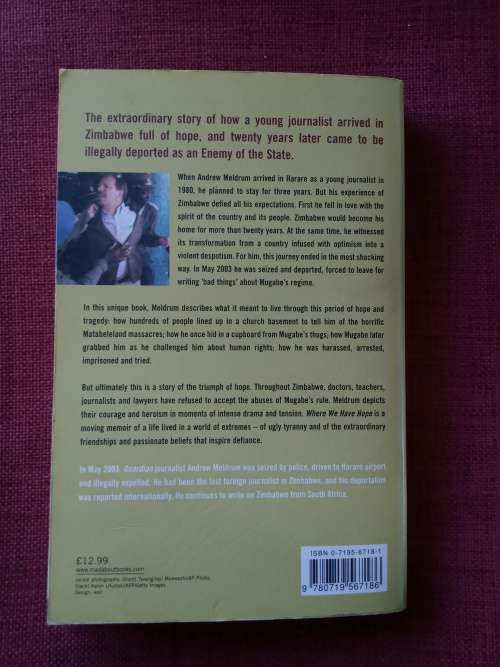 The extraordinary story of how a young journalist arrived in
Zimbabwe full of hope, and twenty years later came to be
illegally deported as an Enemy of the State.
When Andrew Meldrum arrived in Harare as a young journalist in
1980, he planned to stay for three years. But his experience of
Zimbabwe defied all his expectations. First he fell in love with the
spirit of the country and its people. Zimbabwe would become his
home for more than twenty years. At the same time, he witnessed
its transformation from a country infused with optimism into a
violent despotism. For him, this journey ended in the most shocking
way. In May 2003 he was seized and deported, forced to leave for
writing 'bad things' about Mugabe's regime.
In this unique book, Meldrum describes what it meant to live through this period of hope and
tragedy: how hundreds of people lined up in a church basement to tell him of the horrific
Matabeleland massacres; how he once hid in a cupboard from Mugabe's thugs; how Mugabe later
grabbed him as he challenged him about human rights; how he was harassed, arrested,
imprisoned and tried.
But ultimately this is a story of the triumph of hope. Throughout Zimbabwe, doctors, teachers,
journalists and lawyers have refused to accept the abuses of Mugabe's rule. Meldrum depicts
their courage and heroism in moments of intense drama and tension. Where We Have Hope is a
moving memoir of a life lived in a world of extremes – of ugly tyranny and of the extraordinary
friendships and passionate beliefs that inspire defiance.
In May 2003, Guardian journalist Andrew Meldrum was seized by police, driven to Harare airport
and illegally expelled. He had been the last foreign journalist in Zimbabwe, and his deportation
was reported internationally. He continues to write on Zimbabwe from South Africa.
£12.99
www.madaboutbooks.com
Jacket photographs: (front)
(back)
Images
Design:
ISBN 0-7195-6718-1
9 780719 567186